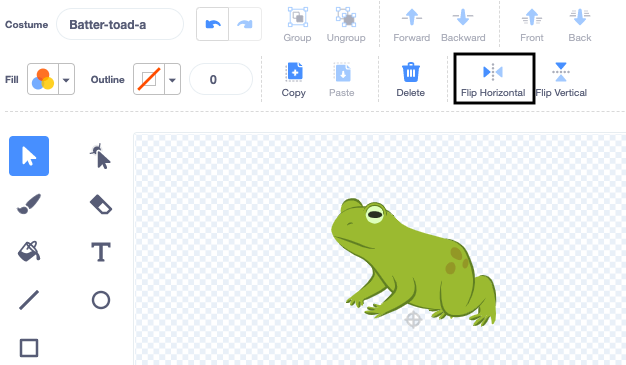 Costume
Batter-toad-a
Group
Ungroup
Forward
Backward
Front
Back
Fill
Outline
0
Copy
Paste
Delete
Flip Horizontal
Flip Vertical
T